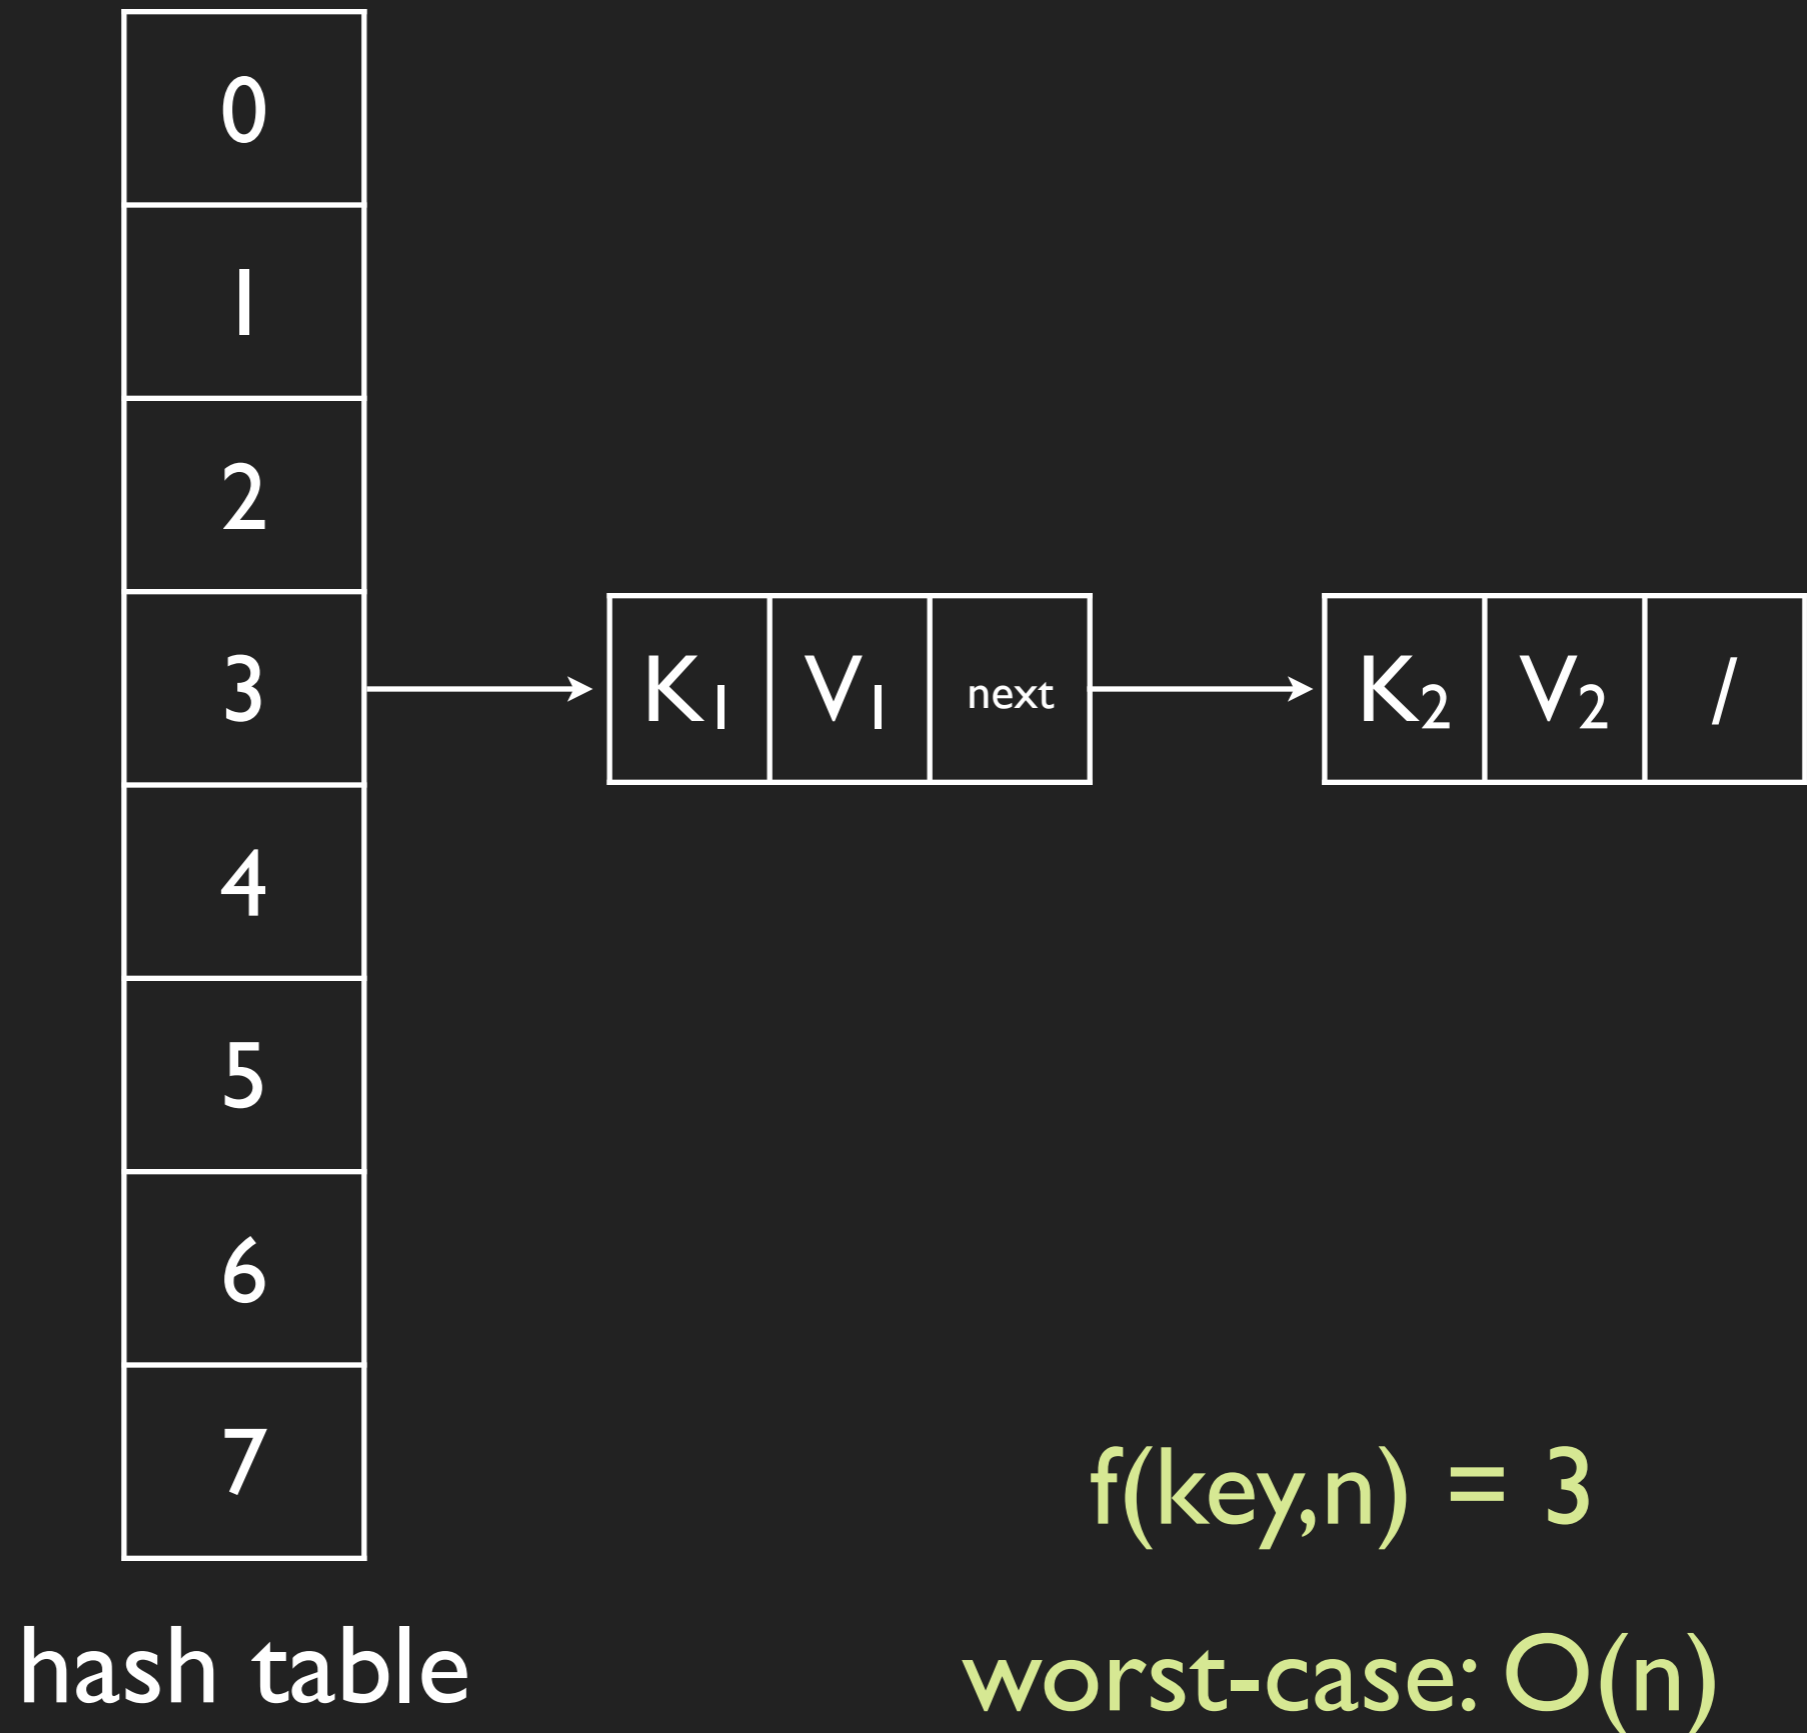 0
1
2
3
K1 V1 next
K2 V2 /
4
5
6
7
f(key,n) = 3
hash table
worst-case: O(n)